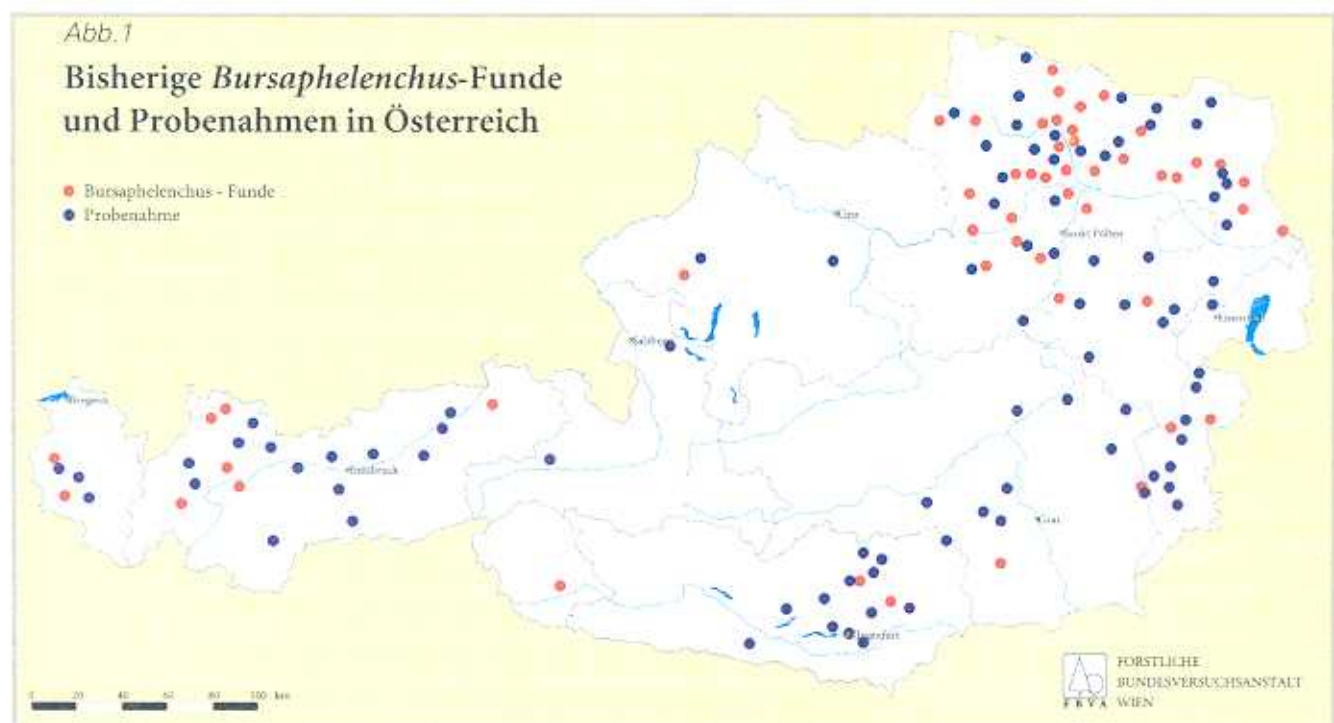 Abb.1
Bisherige Bursaphelenchus-Funde
und Probenahmen in Österreich
Bursaphelenchus - Funde
Probenahme
Linz
Sankt Pölten
Salzburg
Bregenz
Innsbruck
Graz
Klagenfurt
0 20 40 60 80 100 km
FBVA
FORSTLICHE
BUNDESVERSUCHSANSTALT
WIEN